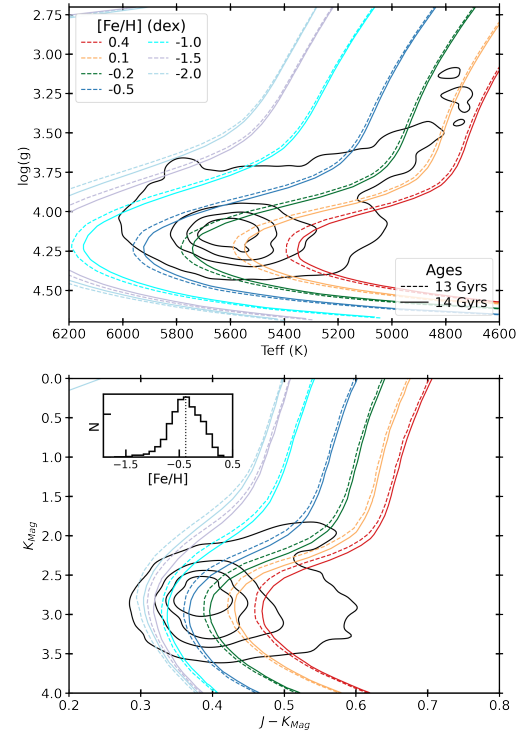 2.75
3.00
3.25
3.50
3.75
4.00
4.25
4.50
log(g)
[Fe/H] (dex)
0.4
0.1
-0.2
-0.5
-1.0
-1.5
-2.0
Ages
13 Gyrs
14 Gyrs
6200 6000 5800 5600 5400 5200 5000 4800 4600
Teff (K)
0.0
0.5
1.0
1.5
2.0
2.5
3.0
3.5
4.0
K_Mag
N
−1.5 −0.5 0.5
[Fe/H]
0.2 0.3 0.4 0.5 0.6 0.7 0.8
J − K_Mag